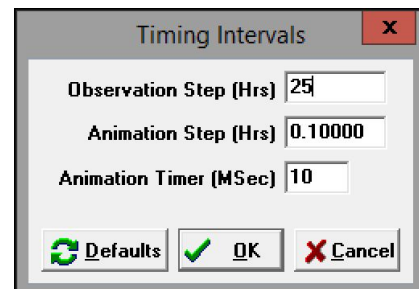 Timing Intervals x
Observation Step (Hrs) 25
Animation Step (Hrs) 0.10000
Animation Timer (MSec) 10
Defaults OK Cancel